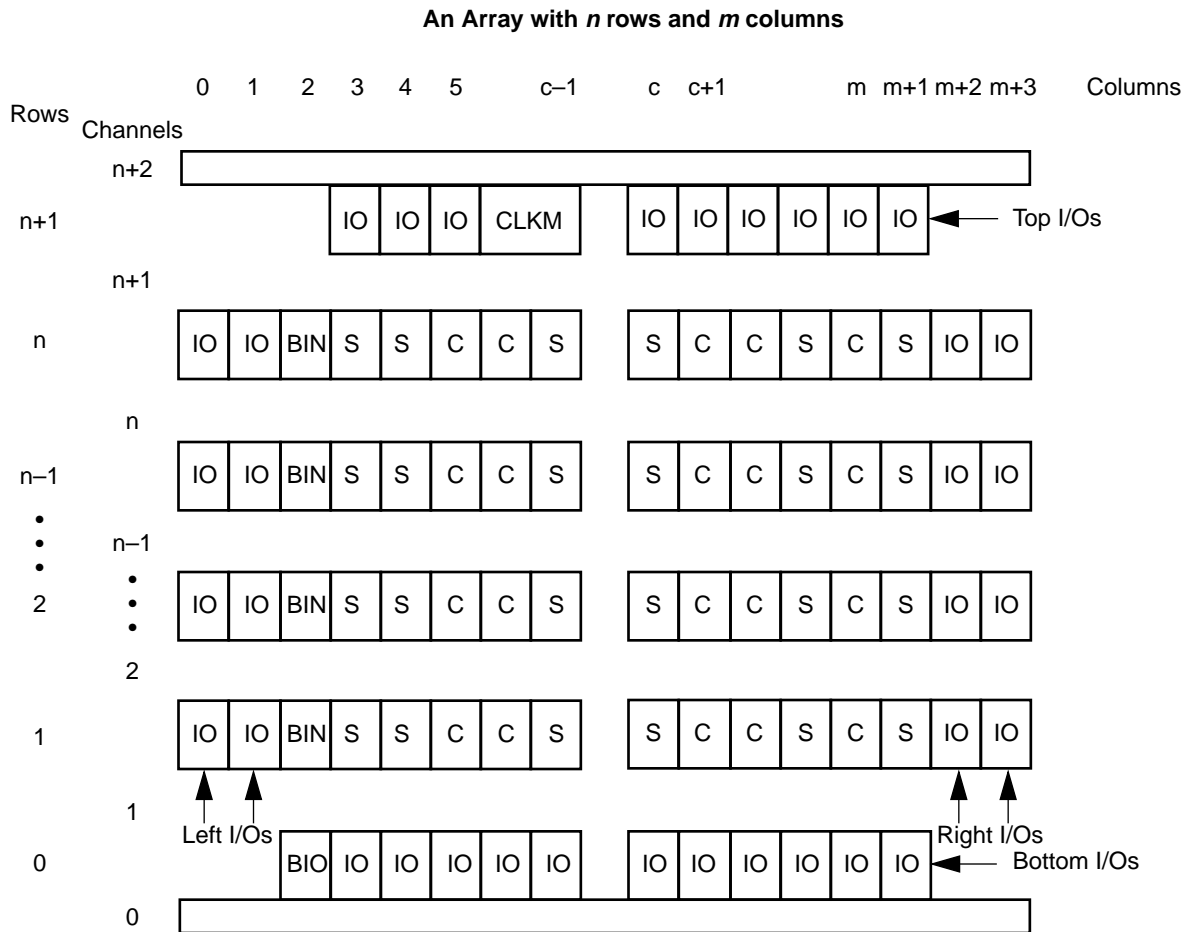 An Array with n rows and m columns
0 1 2 3 4 5 c–1 c c+1 m m+1 m+2 m+3 Columns
Rows
Channels
n+2
n+1 IO IO IO CLKM IO IO IO IO IO IO Top I/Os
n+1
n IO IO BIN S S C C S S C C S C S IO IO
n
n–1 IO IO BIN S S C C S S C C S C S IO IO
n–1
2 IO IO BIN S S C C S S C C S C S IO IO
2
1 IO IO BIN S S C C S S C C S C S IO IO
1
Left I/Os Right I/Os
0 BIO IO IO IO IO IO IO IO IO IO IO IO Bottom I/Os
0